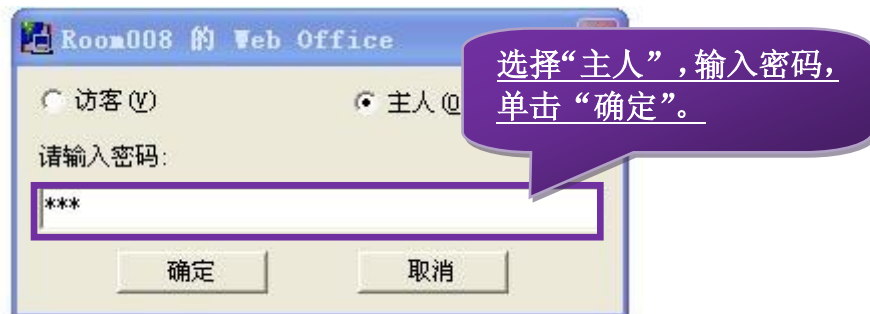 Room008 的 Web Office
选择“主人”，输入密码，
单击“确定”。
访客(V)
主人(O
请输入密码:
***
确定
取消